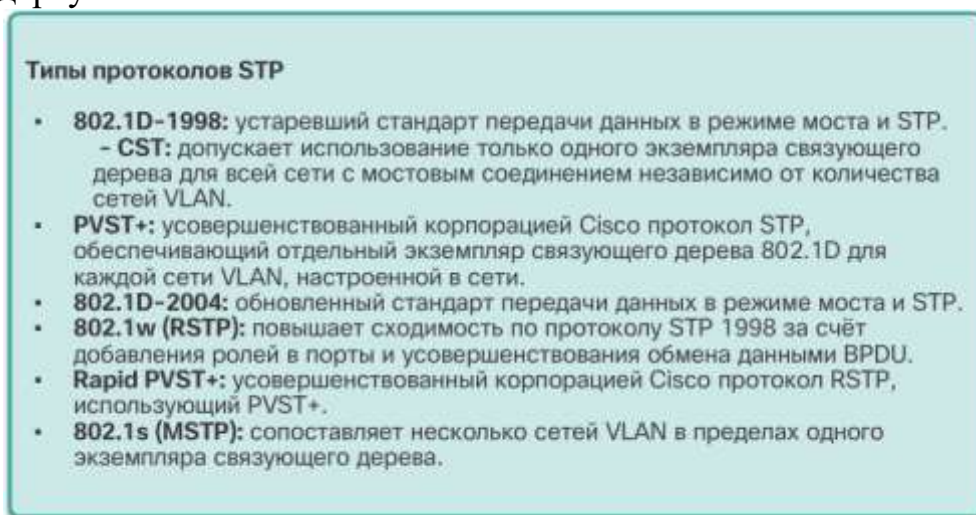 Типы протоколов STP
• 802.1D-1998: устаревший стандарт передачи данных в режиме моста и STP.
- CST: допускает использование только одного экземпляра связующего
дерева для всей сети с мостовым соединением независимо от количества
сетей VLAN.
• PVST+: усовершенствованный корпорацией Cisco протокол STP,
обеспечивающий отдельный экземпляр связующего дерева 802.1D для
каждой сети VLAN, настроенной в сети.
• 802.1D-2004: обновленный стандарт передачи данных в режиме моста и STP.
• 802.1w (RSTP): повышает сходимость по протоколу STP 1998 за счёт
добавления ролей в порты и усовершенствования обмена данными BPDU.
• Rapid PVST+: усовершенствованный корпорацией Cisco протокол RSTP,
использующий PVST+.
• 802.1s (MSTP): сопоставляет несколько сетей VLAN в пределах одного
экземпляра связующего дерева.